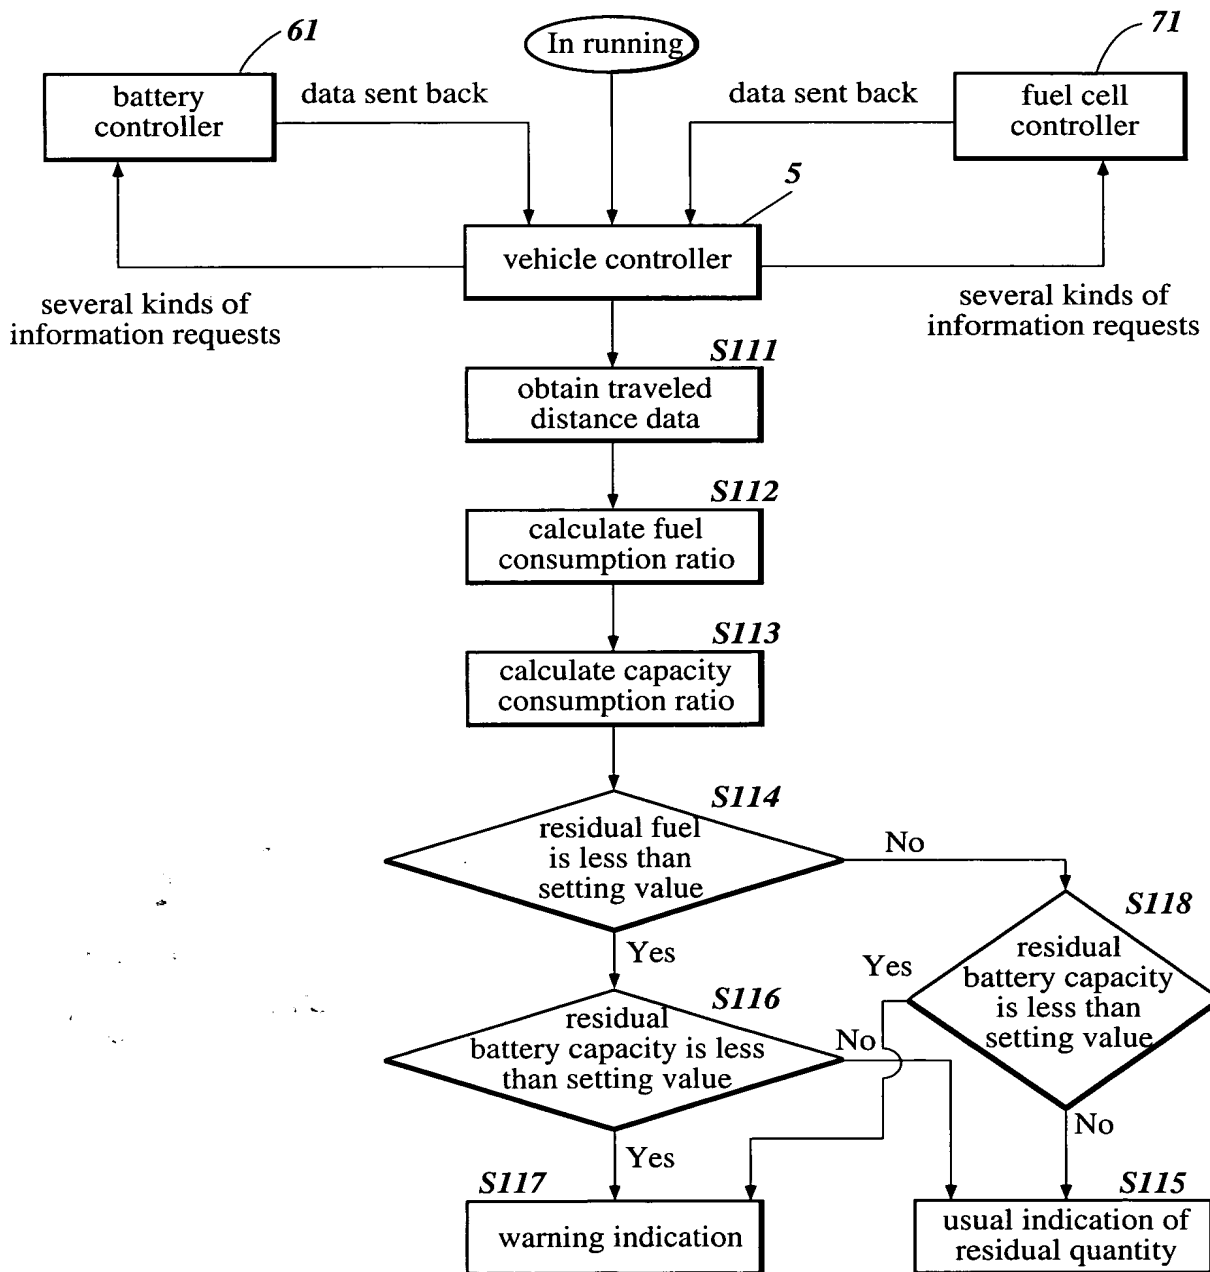 61
In running
71
battery
controller
data sent back
data sent back
fuel cell
controller
5
vehicle controller
several kinds of
information requests
several kinds of
information requests
S111
obtain traveled
distance data
S112
calculate fuel
consumption ratio
S113
calculate capacity
consumption ratio
S114
residual fuel
is less than
setting value
No
Yes
S118
residual
battery capacity
is less than
setting value
Yes
No
S116
residual
battery capacity is less
than setting value
No
Yes
S117
warning indication
S115
usual indication of
residual quantity